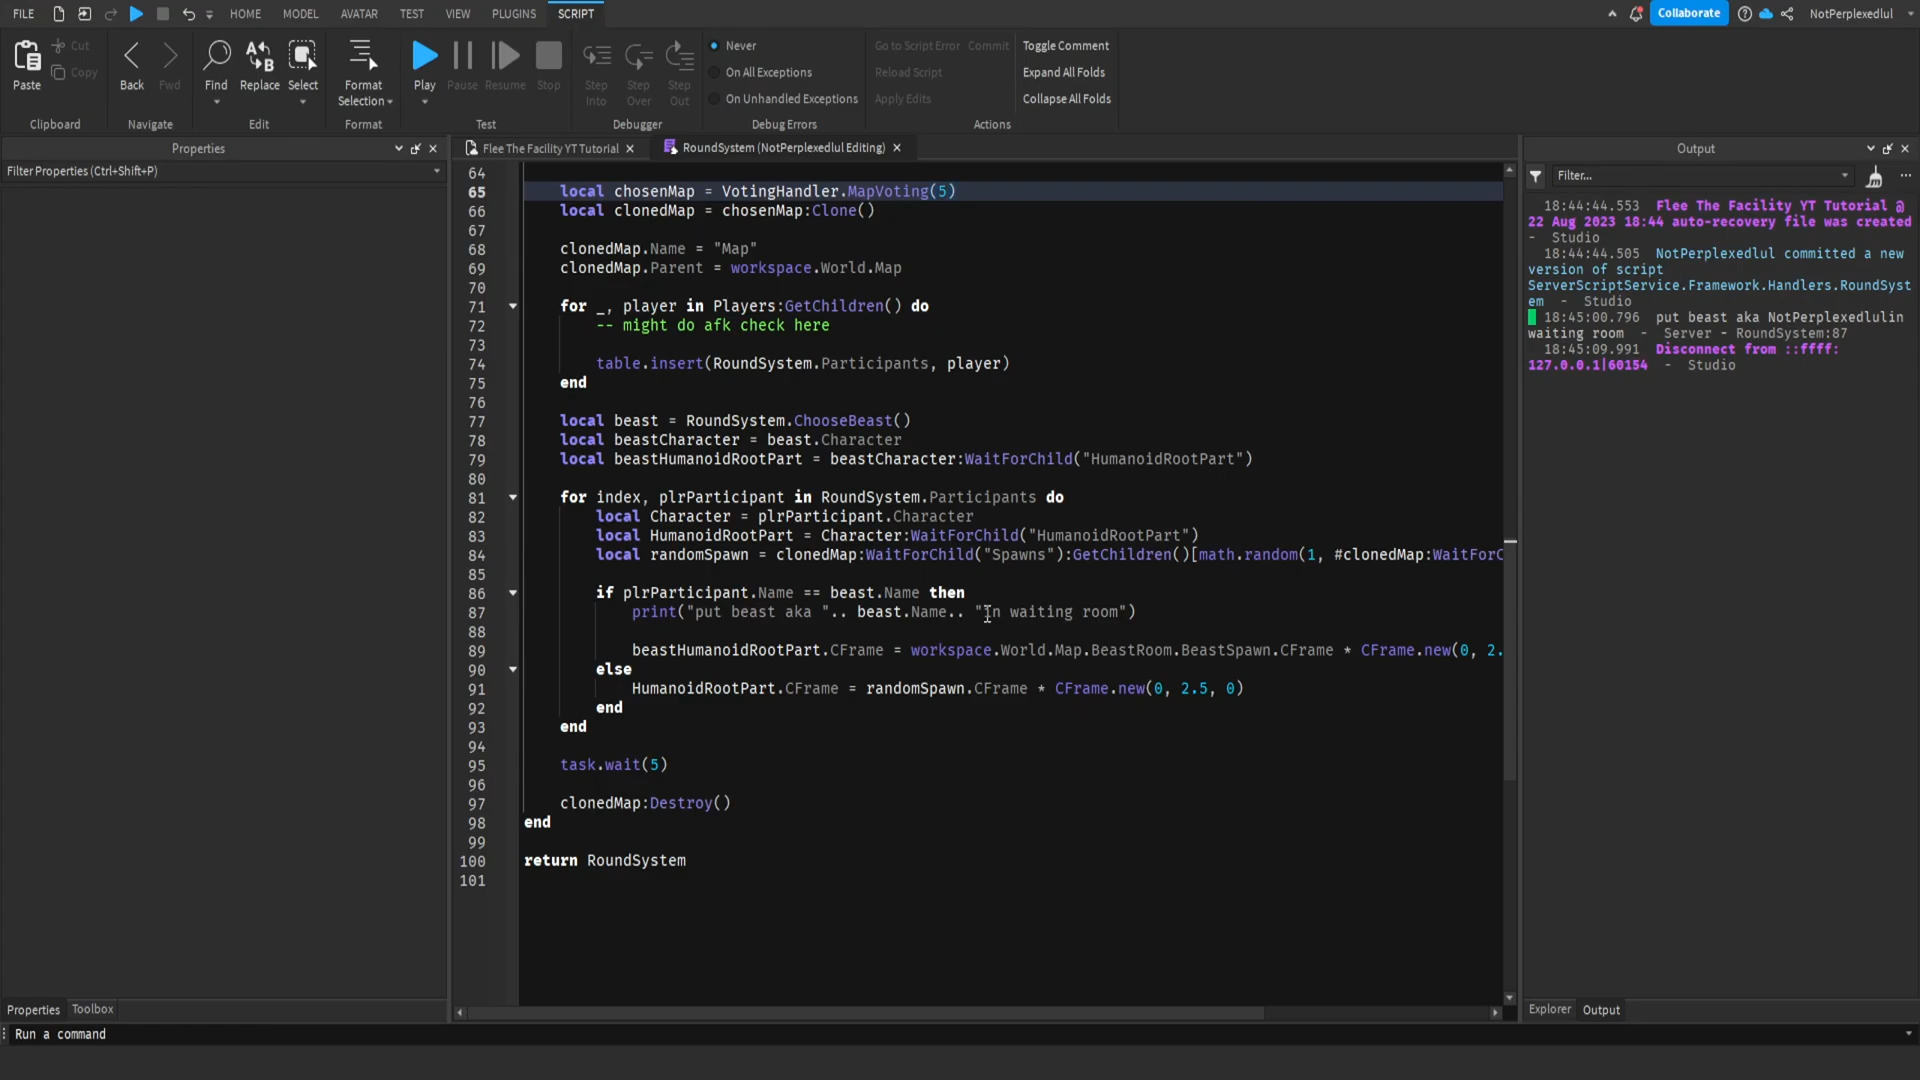 FILE HOME MODEL AVATAR TEST VIEW PLUGINS SCRIPT Collaborate NotPerplexedlul
Paste Cut Copy
Clipboard
Back Fwd
Navigate
Find Replace Select
Edit
Format Selection
Format
Play Pause Resume Stop
Test
Step Into Step Over Step Out
Debugger
Never
On All Exceptions
On Unhandled Exceptions
Debug Errors
Go to Script Error Commit Toggle Comment
Reload Script Expand All Folds
Apply Edits Collapse All Folds
Actions
Properties
Filter Properties (Ctrl+Shift+P)
Flee The Facility YT Tutorial
RoundSystem (NotPerplexedlul Editing)
64
65 local chosenMap = VotingHandler.MapVoting(5)
66 local clonedMap = chosenMap:Clone()
67
68 clonedMap.Name = "Map"
69 clonedMap.Parent = workspace.World.Map
70
71 for _, player in Players:GetChildren() do
72 -- might do afk check here
73
74 table.insert(RoundSystem.Participants, player)
75 end
76
77 local beast = RoundSystem.ChooseBeast()
78 local beastCharacter = beast.Character
79 local beastHumanoidRootPart = beastCharacter:WaitForChild("HumanoidRootPart")
80
81 for index, plrParticipant in RoundSystem.Participants do
82 local Character = plrParticipant.Character
83 local HumanoidRootPart = Character:WaitForChild("HumanoidRootPart")
84 local randomSpawn = clonedMap:WaitForChild("Spawns"):GetChildren()[math.random(1, #clonedMap:WaitForC
85
86 if plrParticipant.Name == beast.Name then
87 print("put beast aka ".. beast.Name.. "in waiting room")
88
89 beastHumanoidRootPart.CFrame = workspace.World.Map.BeastRoom.BeastSpawn.CFrame * CFrame.new(0, 2.
90 else
91 HumanoidRootPart.CFrame = randomSpawn.CFrame * CFrame.new(0, 2.5, 0)
92 end
93 end
94
95 task.wait(5)
96
97 clonedMap:Destroy()
98 end
99
100 return RoundSystem
101
Output
Filter...
18:44:44.553 Flee The Facility YT Tutorial @
22 Aug 2023 18:44 auto-recovery file was created
- Studio
18:44:44.505 NotPerplexedlul committed a new
version of script
ServerScriptService.Framework.Handlers.RoundSyst
em - Studio
18:45:00.796 put beast aka NotPerplexedlulin
waiting room - Server - RoundSystem:87
18:45:09.991 Disconnect from ::ffff:
127.0.0.1|60154 - Studio
Properties Toolbox
Explorer Output
Run a command